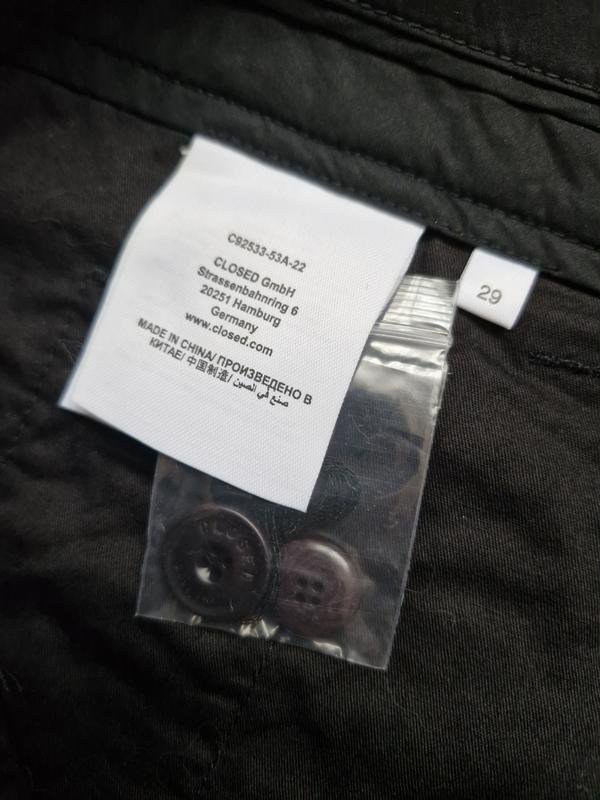 C92533-53A-22
CLOSED GmbH
Strassenbahnring 6
20251 Hamburg
Germany
www.closed.com
MADE IN CHINA/ ПРОИЗВЕДЕНО В
КИТАЕ/ 中国制造/ صنع في الصين
29
CLOSED